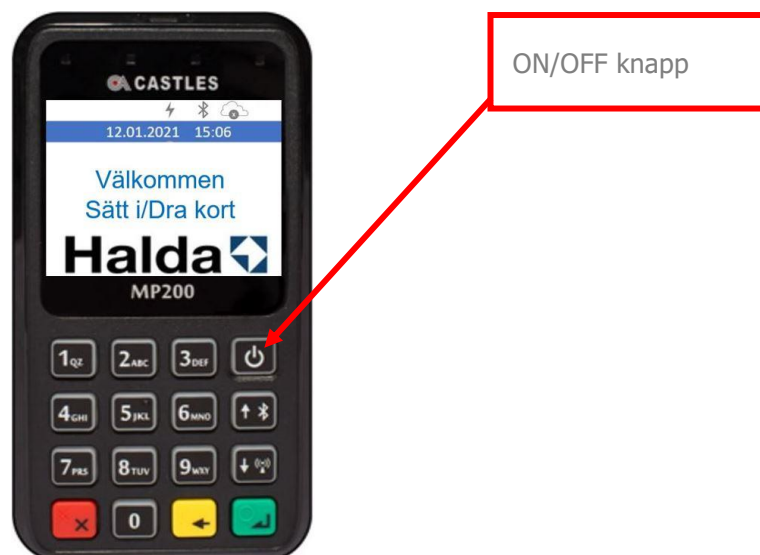 ON/OFF knapp
CASTLES
12.01.2021 15:06
Välkommen
Sätt i/Dra kort
Halda
MP200
1QZ 2ABC 3DEF
4GHI 5JKL 6MNO
7PRS 8TUV 9WXY
0